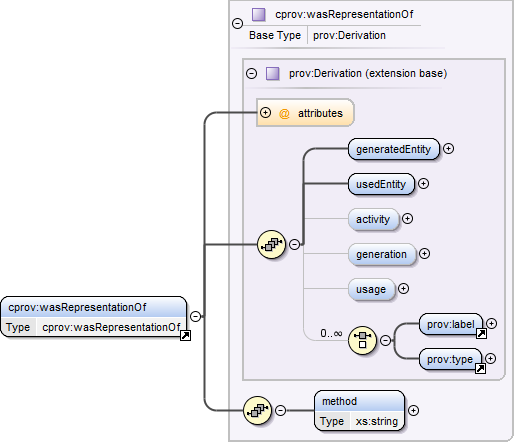 cprov:wasRepresentationOf
Base Type prov:Derivation
prov:Derivation (extension base)
@ attributes
generatedEntity
usedEntity
activity
generation
usage
0..∞
prov:label
prov:type
cprov:wasRepresentationOf
Type cprov:wasRepresentationOf
method
Type xs:string